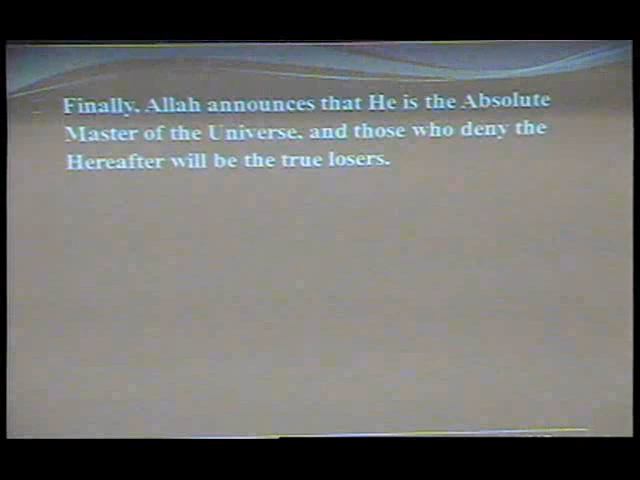 Finally, Allah announces that He is the Absolute
Master of the Universe, and those who deny the
Hereafter will be the true losers.